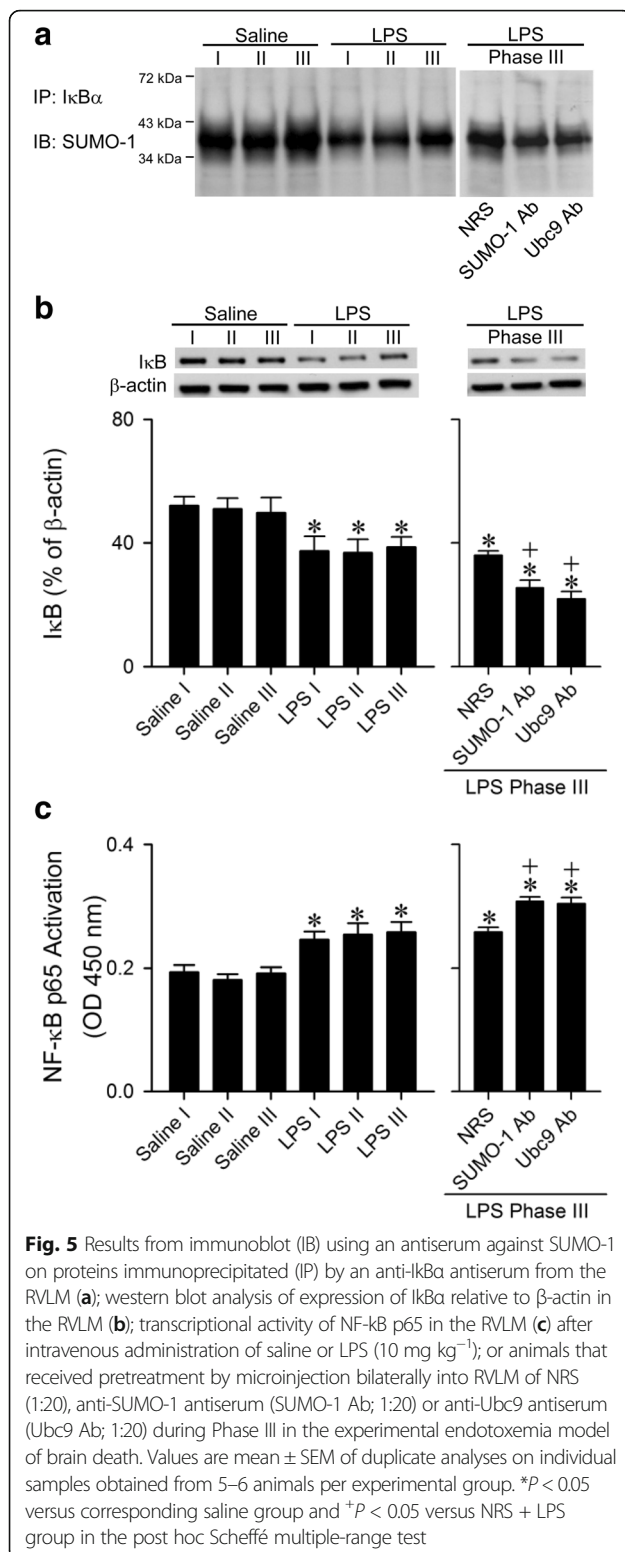 a
Saline LPS LPS
I II III I II III Phase III
72 kDa
IP: IκBα
43 kDa
IB: SUMO-1
34 kDa
NRS
SUMO-1 Ab
Ubc9 Ab
b
Saline LPS LPS
I II III I II III Phase III
IκB
β-actin
IκB (% of β-actin)
80
40
0
* * * * + * + *
Saline I
Saline II
Saline III
LPS I
LPS II
LPS III
NRS
SUMO-1 Ab
Ubc9 Ab
LPS Phase III
c
NF-κB p65 Activation
(OD 450 nm)
0.4
0.2
0.0
* * * * + * + *
Saline I
Saline II
Saline III
LPS I
LPS II
LPS III
NRS
SUMO-1 Ab
Ubc9 Ab
LPS Phase III
Fig. 5 Results from immunoblot (IB) using an antiserum against SUMO-1
on proteins immunoprecipitated (IP) by an anti-IkBα antiserum from the
RVLM (a); western blot analysis of expression of IkBα relative to β-actin in
the RVLM (b); transcriptional activity of NF-kB p65 in the RVLM (c) after
intravenous administration of saline or LPS (10 mg kg⁻¹); or animals that
received pretreatment by microinjection bilaterally into RVLM of NRS
(1:20), anti-SUMO-1 antiserum (SUMO-1 Ab; 1:20) or anti-Ubc9 antiserum
(Ubc9 Ab; 1:20) during Phase III in the experimental endotoxemia model
of brain death. Values are mean ± SEM of duplicate analyses on individual
samples obtained from 5–6 animals per experimental group. *P < 0.05
versus corresponding saline group and ⁺P < 0.05 versus NRS + LPS
group in the post hoc Scheffé multiple-range test